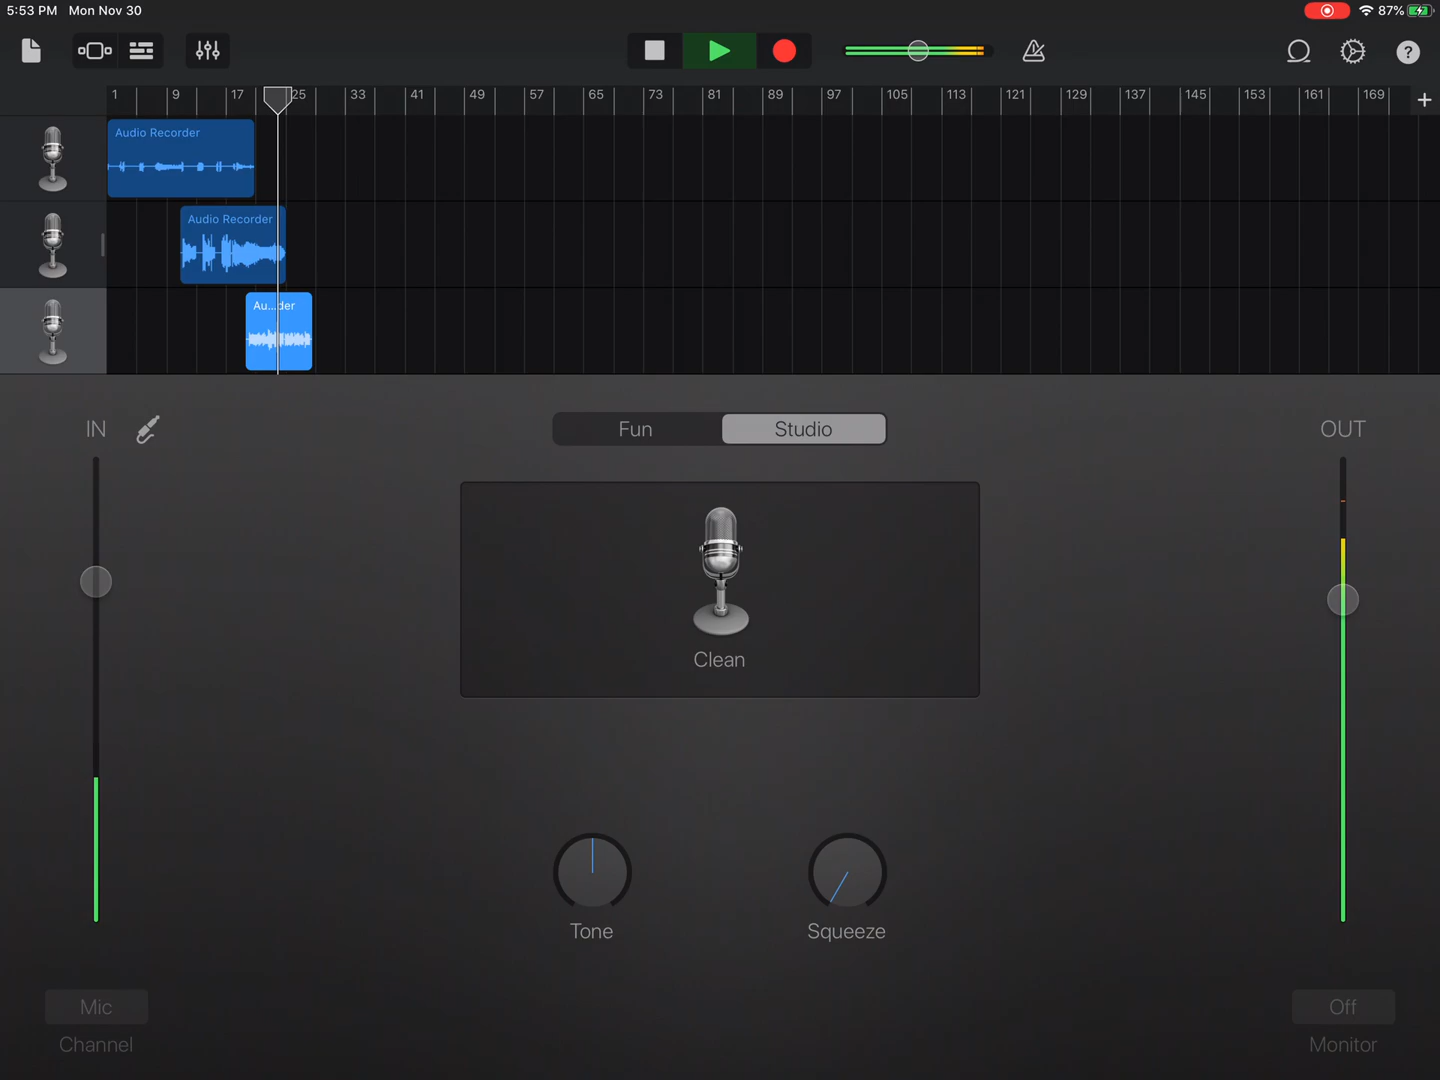 5:53 PM Mon Nov 30 87%
?
1 9 17 25 33 41 49 57 65 73 81 89 97 105 113 121 129 137 145 153 161 169 +
Audio Recorder
Audio Recorder
Au...der
IN Fun Studio OUT
Clean
Tone Squeeze
Mic Off
Channel Monitor